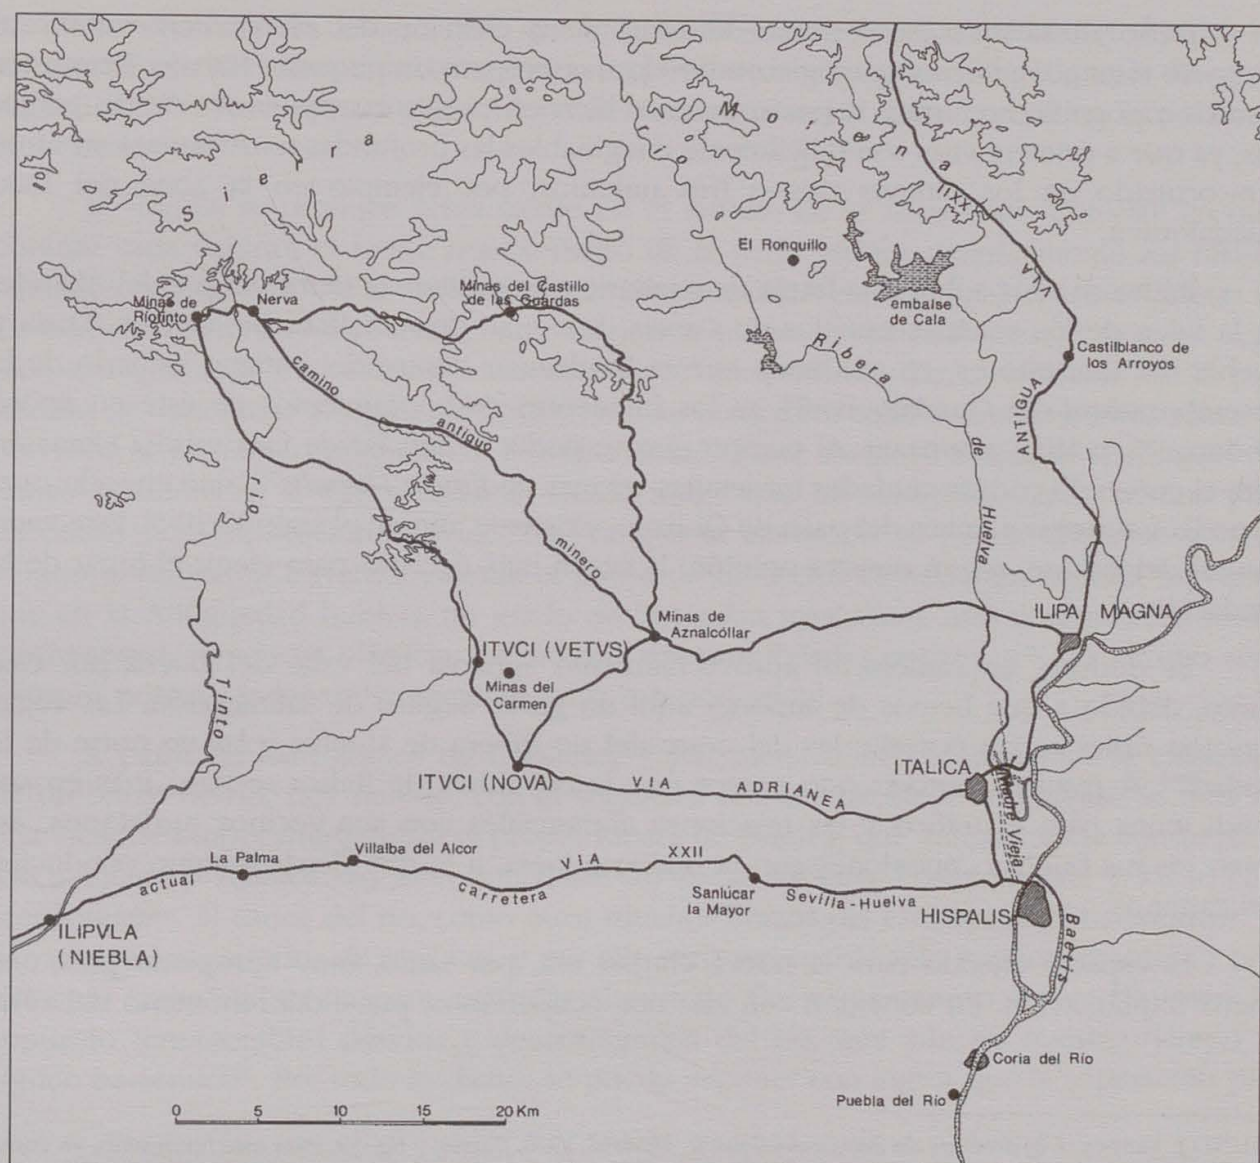 Sierra
Morena
El Ronquillo
embalse
de Cala
VIA XXIII
ANTIGUA
Castilblanco de
los Arroyos
Ribera de Huelva
Minas de
Ríotinto
Nerva
Minas del Castillo
de las Guardas
camino antiguo minero
río Tinto
Minas de
Aznalcóllar
ILIPA MAGNA
ITVCI (VETVS)
Minas del
Carmen
ITVCI (NOVA)
VIA ADRIANEA
ITALICA
Madre Vieja
La Palma
Villalba del Alcor
VIA XXII
actual carretera Sevilla-Huelva
Sanlúcar
la Mayor
HISPALIS
Baetis
ILIPVLA
(NIEBLA)
Coria del Río
Puebla del Río
0 5 10 15 20 Km